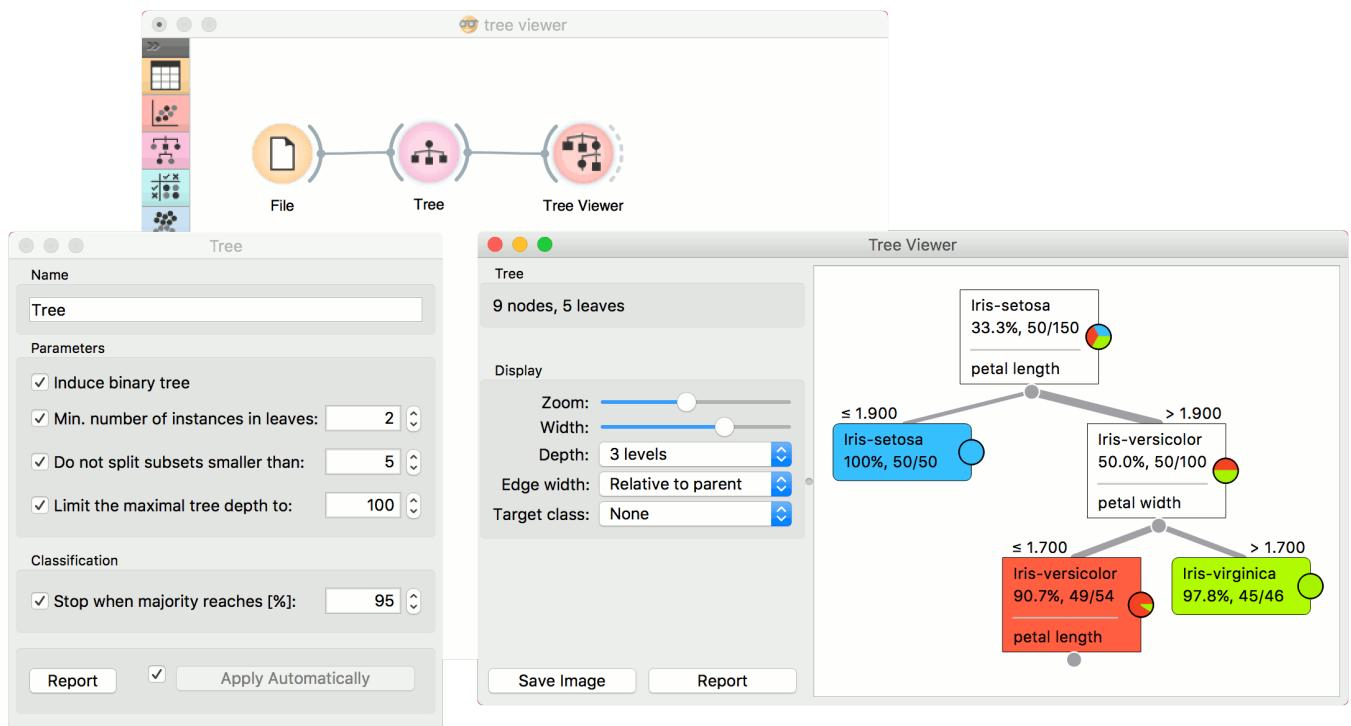 tree viewer
File
Tree
Tree Viewer
Tree
Name
Tree
Parameters
Induce binary tree
Min. number of instances in leaves: 2
Do not split subsets smaller than: 5
Limit the maximal tree depth to: 100
Classification
Stop when majority reaches [%]: 95
Report
Apply Automatically
Tree Viewer
Tree
9 nodes, 5 leaves
Display
Zoom:
Width:
Depth: 3 levels
Edge width: Relative to parent
Target class: None
Save Image
Report
Iris-setosa
33.3%, 50/150
petal length
≤ 1.900
> 1.900
Iris-setosa
100%, 50/50
Iris-versicolor
50.0%, 50/100
petal width
≤ 1.700
> 1.700
Iris-versicolor
90.7%, 49/54
petal length
Iris-virginica
97.8%, 45/46